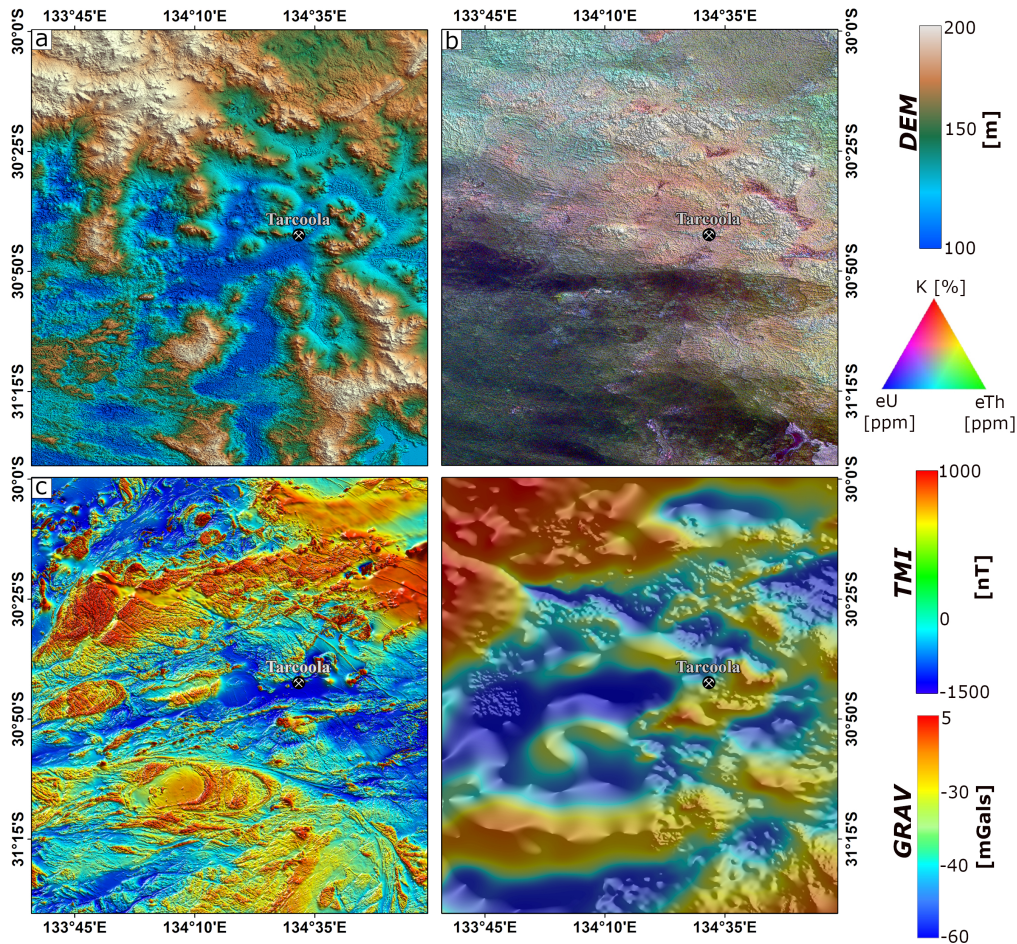 133°45'E 134°10'E 134°35'E 133°45'E 134°10'E 134°35'E
30°0'S 30°0'S
a b
200
DEM
150
[m]
100
30°25'S 30°25'S
Tarcoola Tarcoola
30°50'S 30°50'S
K [%]
eU eTh
[ppm] [ppm]
31°15'S 31°15'S
30°0'S 30°0'S
c
1000
TMI
[nT]
0
-1500
30°25'S 30°25'S
Tarcoola Tarcoola
30°50'S 30°50'S
5
-30
GRAV
[mGals]
-40
-60
31°15'S 31°15'S
133°45'E 134°10'E 134°35'E 133°45'E 134°10'E 134°35'E